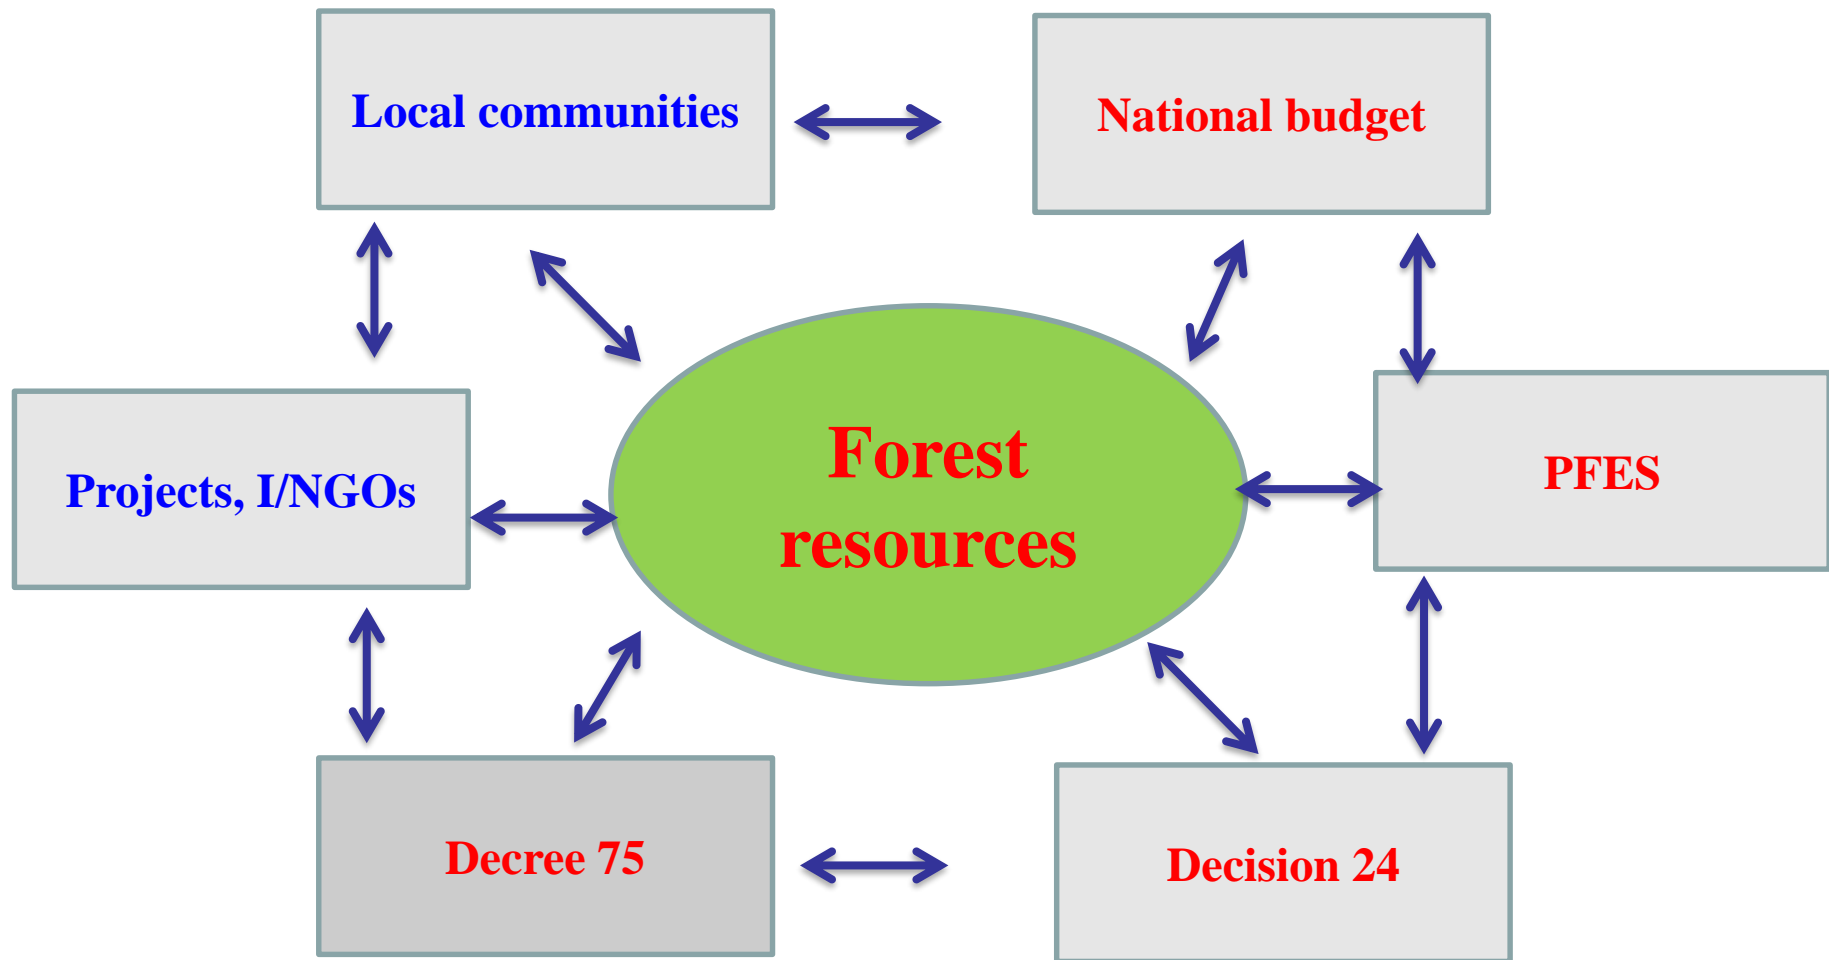 Local communities
National budget
Forest
resources
Projects, I/NGOs
PFES
Decree 75
Decision 24